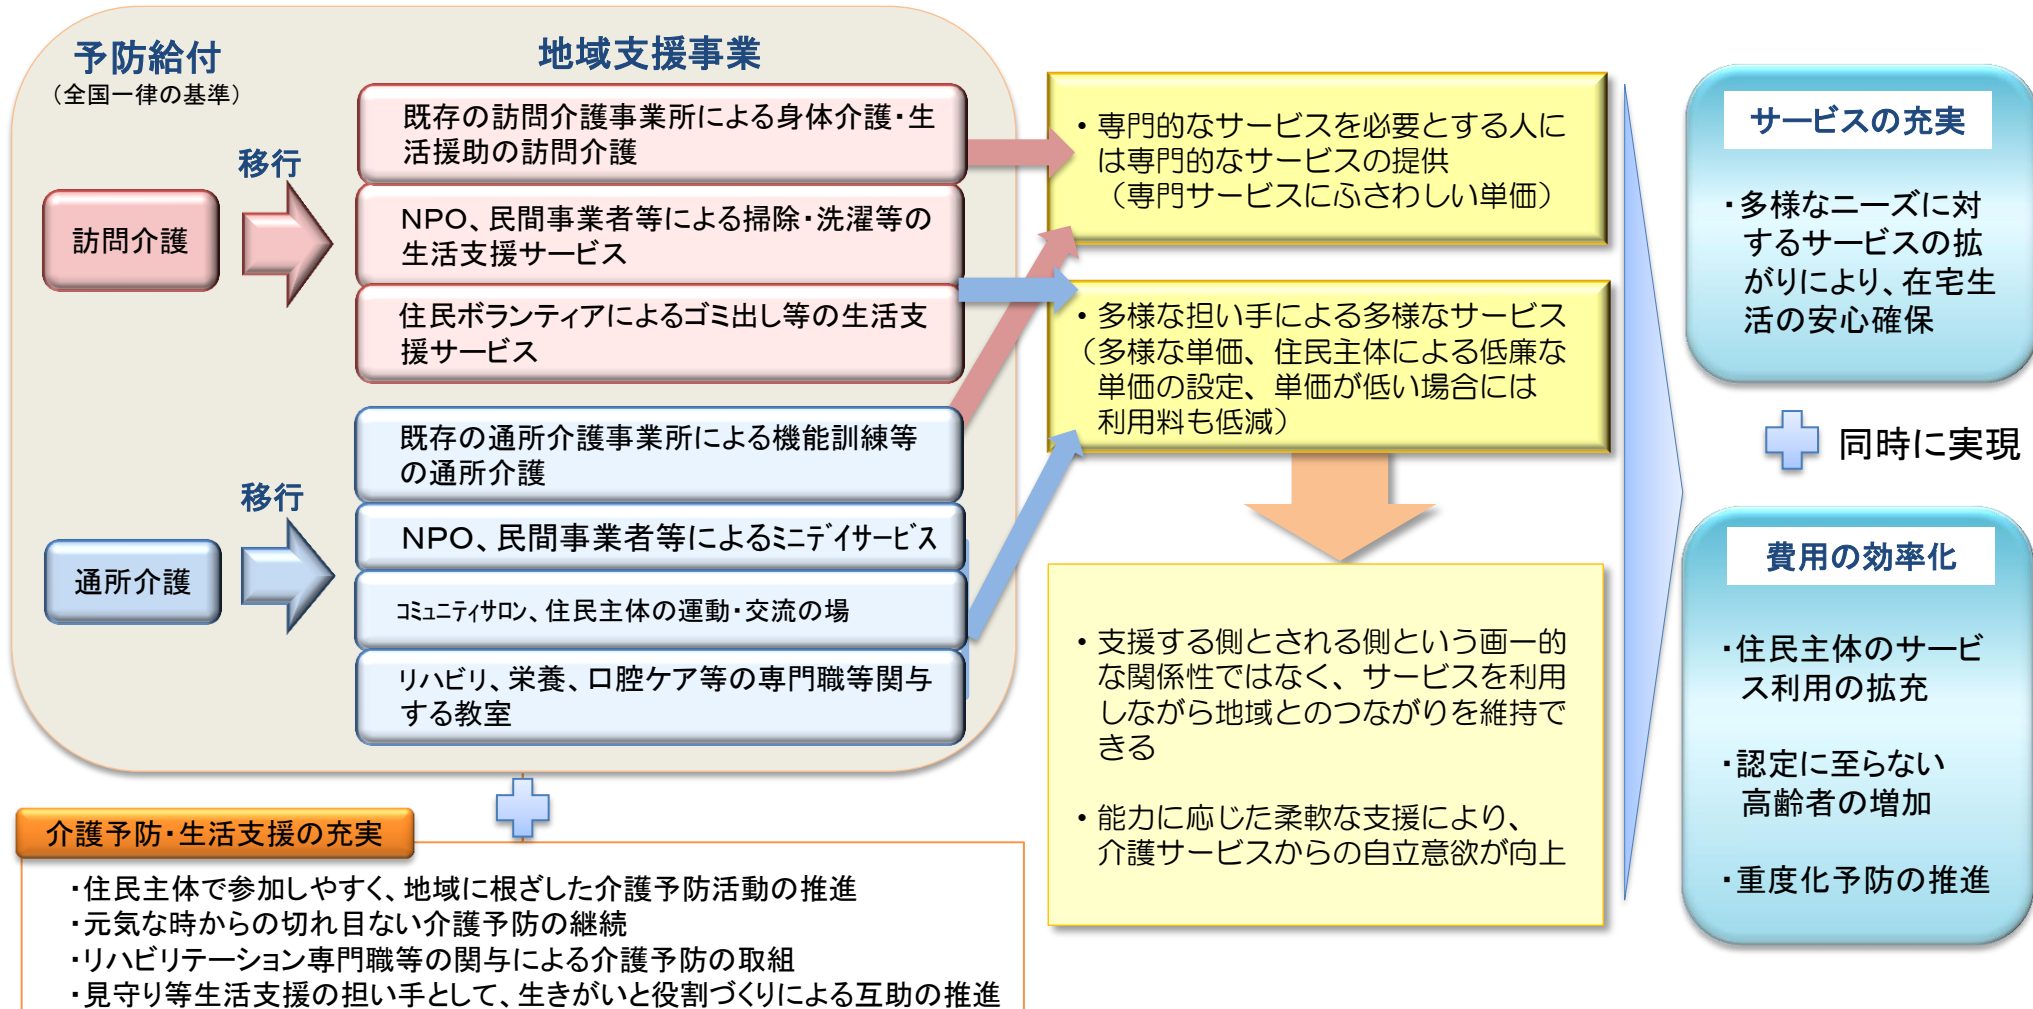 予防給付
（全国一律の基準）
地域支援事業
移行
訪問介護
既存の訪問介護事業所による身体介護・生
活援助の訪問介護
NPO、民間事業者等による掃除・洗濯等の
生活支援サービス
住民ボランティアによるゴミ出し等の生活支
援サービス
移行
通所介護
既存の通所介護事業所による機能訓練等
の通所介護
NPO、民間事業者等によるミニデイサービス
コミュニティサロン、住民主体の運動・交流の場
リハビリ、栄養、口腔ケア等の専門職等関与
する教室
・専門的なサービスを必要とする人に
は専門的なサービスの提供
（専門サービスにふさわしい単価）
・多様な担い手による多様なサービス
（多様な単価、住民主体による低廉な
単価の設定、単価が低い場合には
利用料も低減）
・支援する側とされる側という画一的
な関係性ではなく、サービスを利用
しながら地域とのつながりを維持で
きる
・能力に応じた柔軟な支援により、
介護サービスからの自立意欲が向上
サービスの充実
・多様なニーズに対
するサービスの拡
がりにより、在宅生
活の安心確保
同時に実現
費用の効率化
・住民主体のサービ
ス利用の拡充
・認定に至らない
高齢者の増加
・重度化予防の推進
介護予防・生活支援の充実
・住民主体で参加しやすく、地域に根ざした介護予防活動の推進
・元気な時からの切れ目ない介護予防の継続
・リハビリテーション専門職等の関与による介護予防の取組
・見守り等生活支援の担い手として、生きがいと役割づくりによる互助の推進